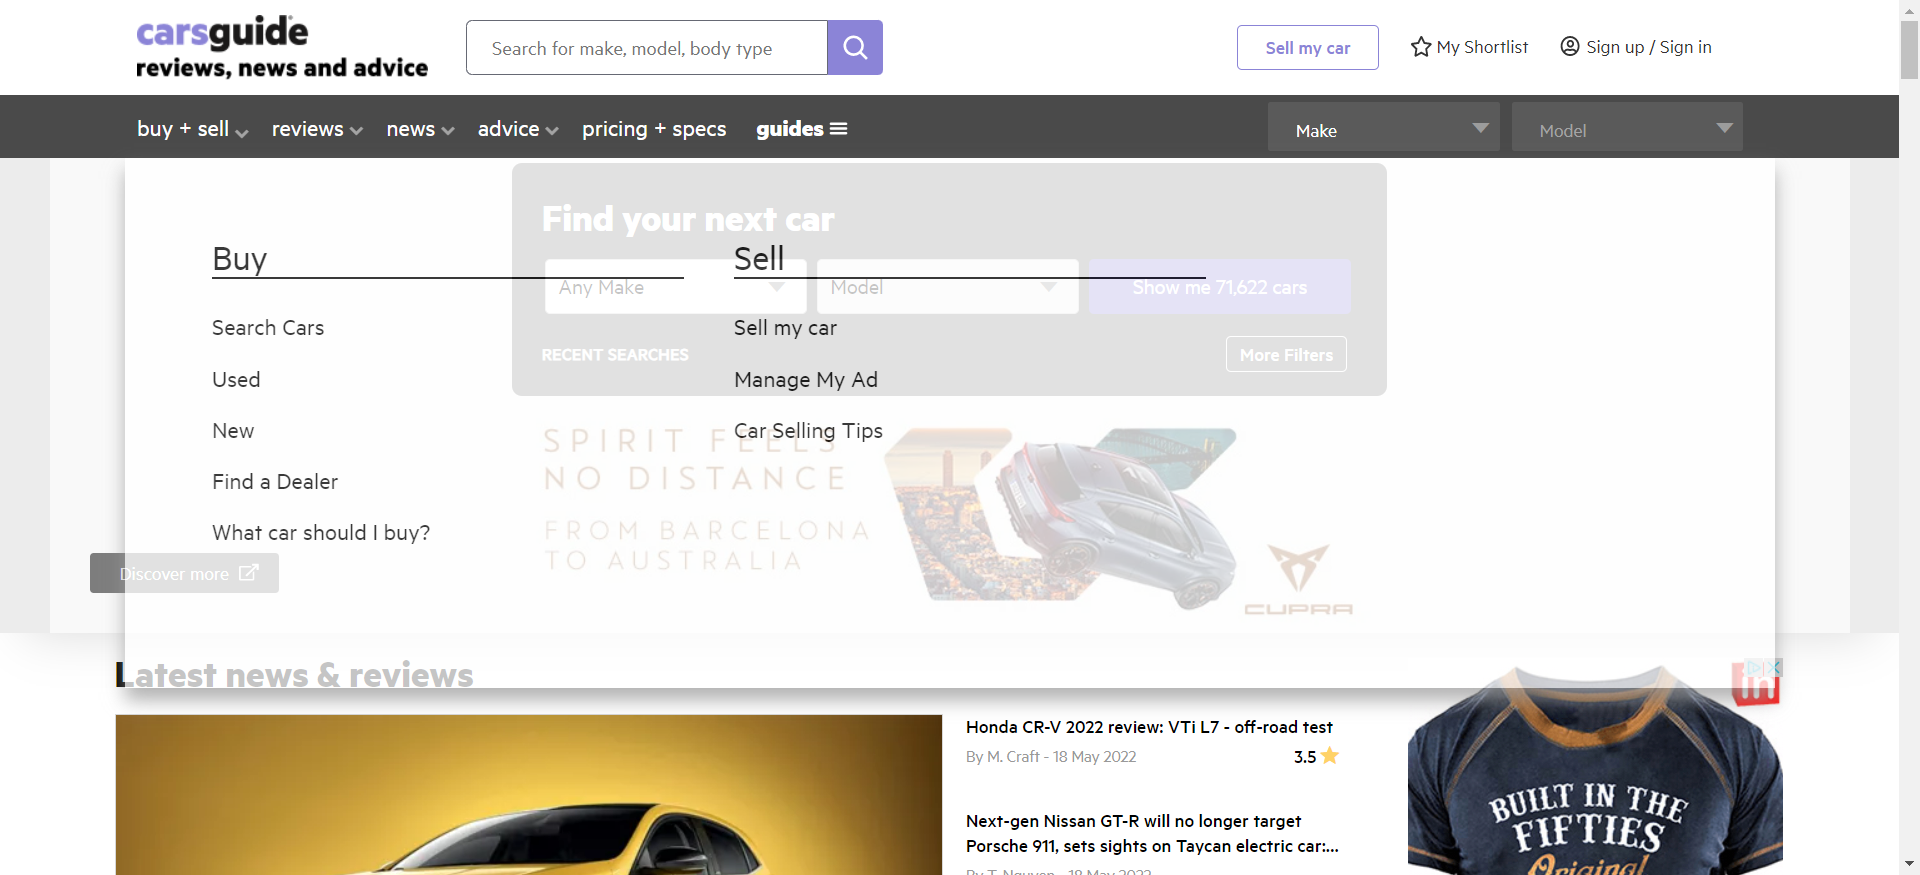 carsguide
reviews, news and advice
Search for make, model, body type
Sell my car
My Shortlist
Sign up / Sign in
buy + sell
reviews
news
advice
pricing + specs
guides
Make
Model
Find your next car
Buy
Sell
Any Make
Model
Show me 71,622 cars
Search Cars
Sell my car
RECENT SEARCHES
More Filters
Used
Manage My Ad
New
Car Selling Tips
SPIRIT FEELS
NO DISTANCE
Find a Dealer
What car should I buy?
FROM BARCELONA
TO AUSTRALIA
Discover more
CUPRA
Latest news & reviews
in
Honda CR-V 2022 review: VTi L7 - off-road test
By M. Craft - 18 May 2022
3.5
Next-gen Nissan GT-R will no longer target
Porsche 911, sets sights on Taycan electric car:...
By T. Nguyen - 18 May 2022
BUILT IN THE
FIFTIES
Original